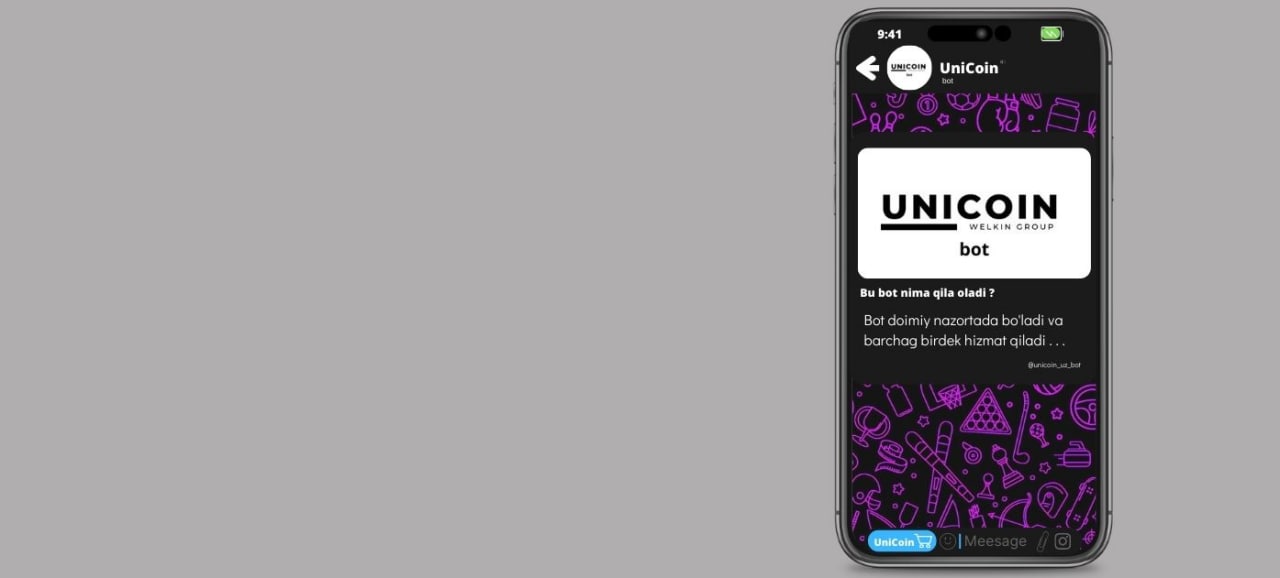 9:41
UNICOIN
bot
UniCoin
bot
UNICOIN
WELKIN GROUP
bot
Bu bot nima qila oladi ?
Bot doimiy nazortada bo'ladi va
barchag birdek hizmat qiladi . . .
@unicoin_uz_bot
UniCoin
Meesage